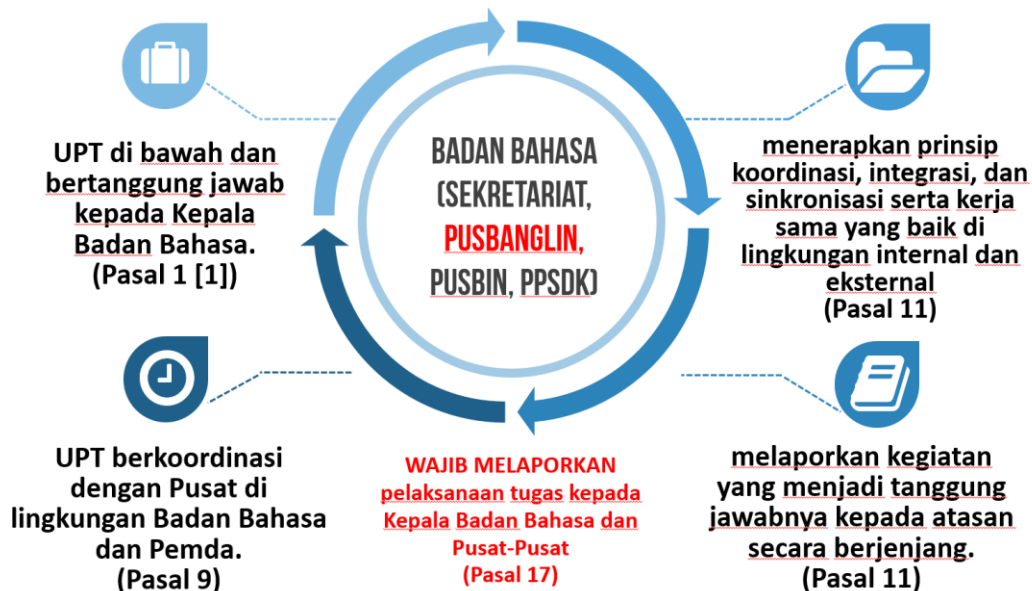 BADAN BAHASA
(SEKRETARIAT,
PUSBANGLIN,
PUSBIN, PPSDK)
UPT di bawah dan
bertanggung jawab
kepada Kepala
Badan Bahasa.
(Pasal 1 [1])
menerapkan prinsip
koordinasi, integrasi, dan
sinkronisasi serta kerja
sama yang baik di
lingkungan internal dan
eksternal
(Pasal 11)
UPT berkoordinasi
dengan Pusat di
lingkungan Badan Bahasa
dan Pemda.
(Pasal 9)
WAJIB MELAPORKAN
pelaksanaan tugas kepada
Kepala Badan Bahasa dan
Pusat-Pusat
(Pasal 17)
melaporkan kegiatan
yang menjadi tanggung
jawabnya kepada atasan
secara berjenjang.
(Pasal 11)